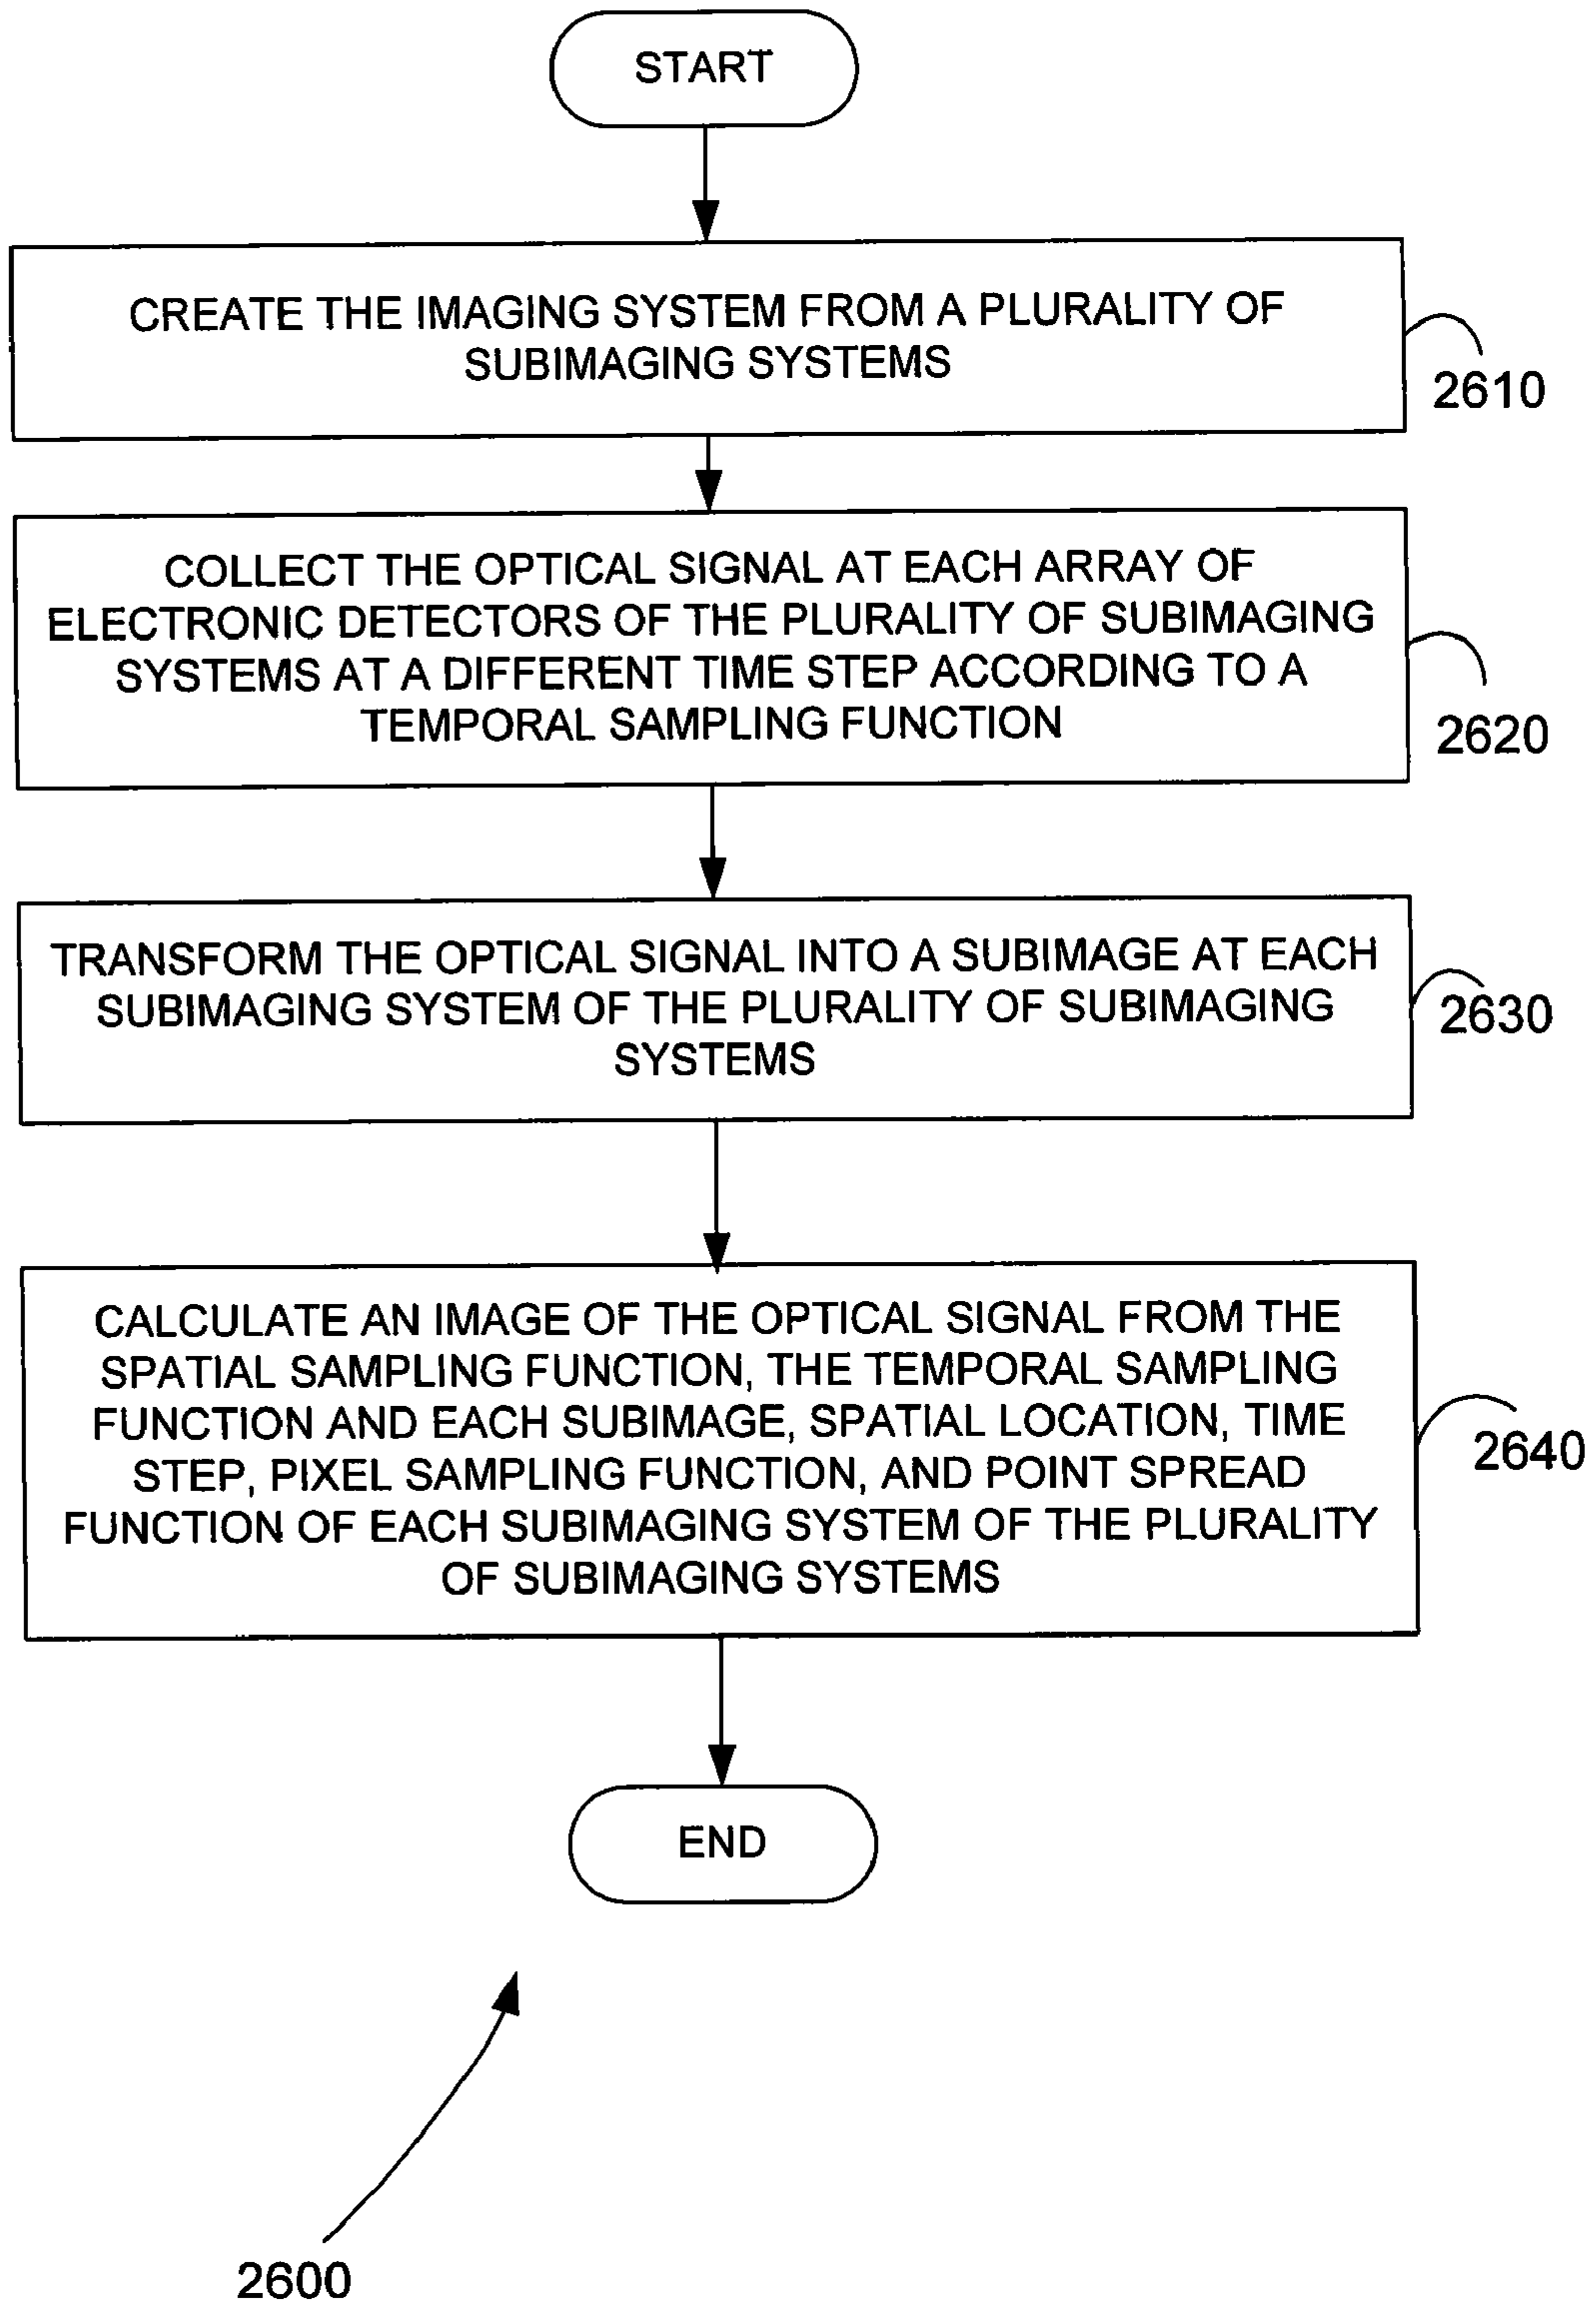 START
CREATE THE IMAGING SYSTEM FROM A PLURALITY OF
SUBIMAGING SYSTEMS
2610
COLLECT THE OPTICAL SIGNAL AT EACH ARRAY OF
ELECTRONIC DETECTORS OF THE PLURALITY OF SUBIMAGING
SYSTEMS AT A DIFFERENT TIME STEP ACCORDING TO A
TEMPORAL SAMPLING FUNCTION
2620
TRANSFORM THE OPTICAL SIGNAL INTO A SUBIMAGE AT EACH
SUBIMAGING SYSTEM OF THE PLURALITY OF SUBIMAGING
SYSTEMS
2630
CALCULATE AN IMAGE OF THE OPTICAL SIGNAL FROM THE
SPATIAL SAMPLING FUNCTION, THE TEMPORAL SAMPLING
FUNCTION AND EACH SUBIMAGE, SPATIAL LOCATION, TIME
STEP, PIXEL SAMPLING FUNCTION, AND POINT SPREAD
FUNCTION OF EACH SUBIMAGING SYSTEM OF THE PLURALITY
OF SUBIMAGING SYSTEMS
2640
END
2600